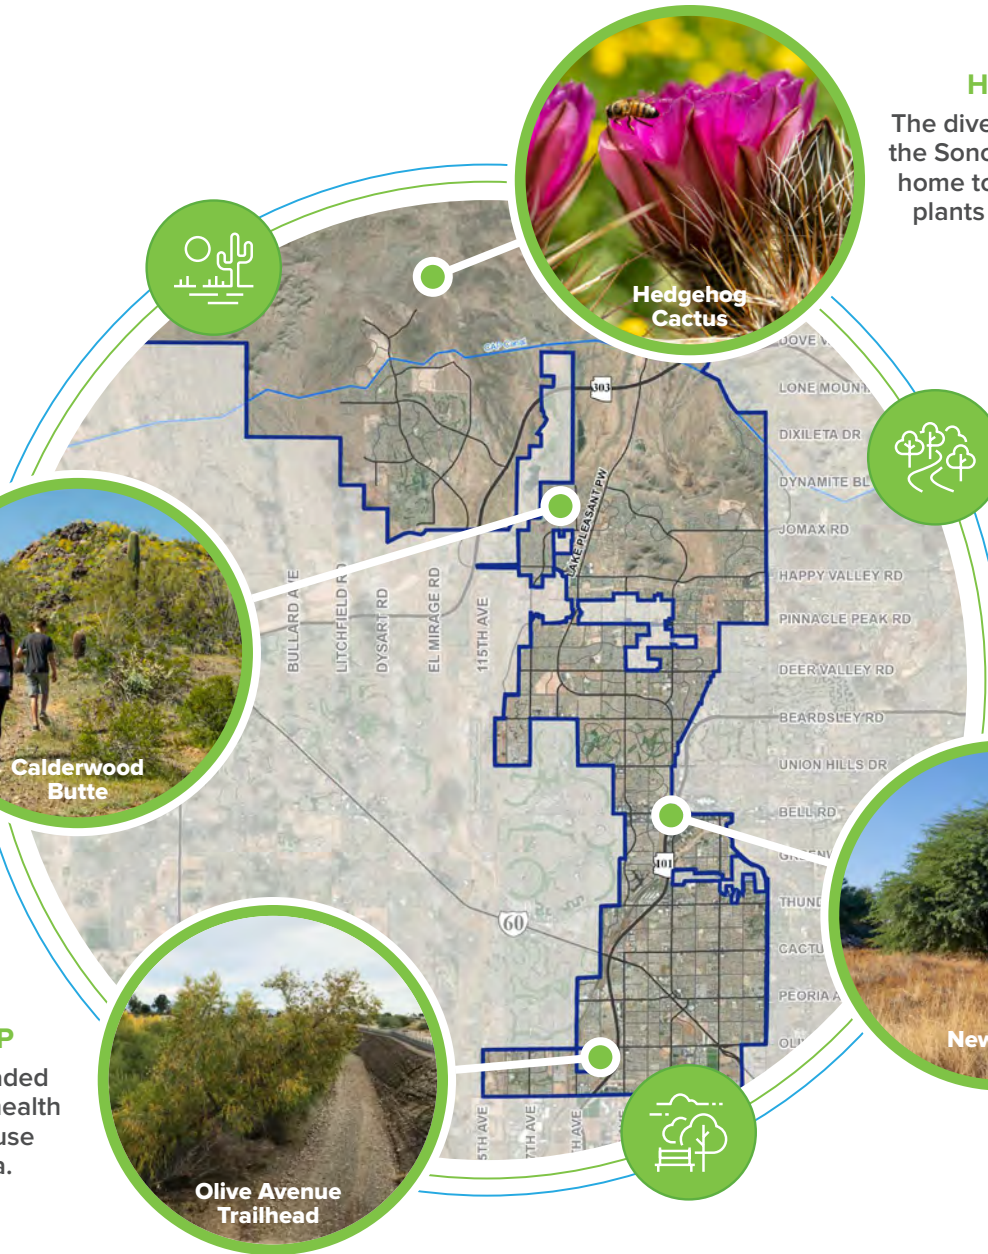 H
The dive
the Sono
home to
plants
Hedgehog
Cactus
CAP Canal
303
LONE MOUNT
DIXILETA DR
DYNAMITE BL
LAKE PLEASANT PW
JOMAX RD
HAPPY VALLEY RD
PINNACLE PEAK RD
BULLARD AVE
LITCHFIELD RD
DYSART RD
EL MIRAGE RD
115TH AVE
DEER VALLEY RD
BEARDSLEY RD
UNION HILLS DR
Calderwood
Butte
BELL RD
101
GREENW
THUND
60
CACTU
PEORIA A
New
OLI
P
nded
health
use
a.
5TH AVE
7TH AVE
TH AVE
AVE
Olive Avenue
Trailhead
DOVE V